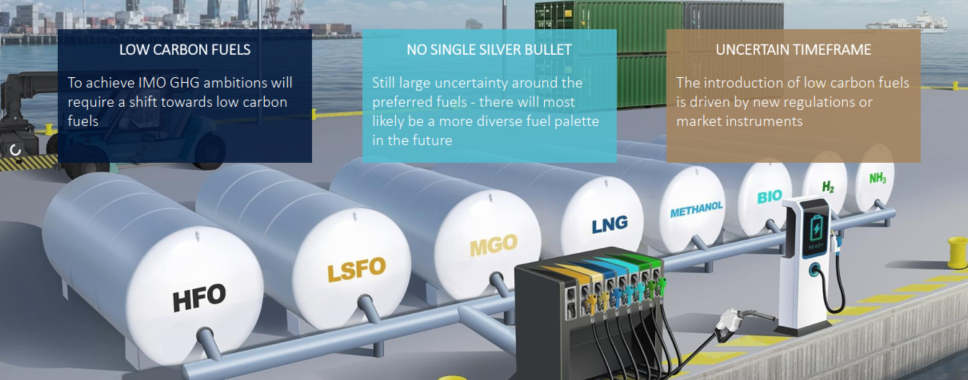 LOW CARBON FUELS
To achieve IMO GHG ambitions will
require a shift towards low carbon
fuels
NO SINGLE SILVER BULLET
Still large uncertainty around the
preferred fuels - there will most
likely be a more diverse fuel palette
in the future
UNCERTAIN TIMEFRAME
The introduction of low carbon fuels
is driven by new regulations or
market instruments
HFO
LSFO
MGO
LNG
METHANOL
BIO
H2
NH3
READY